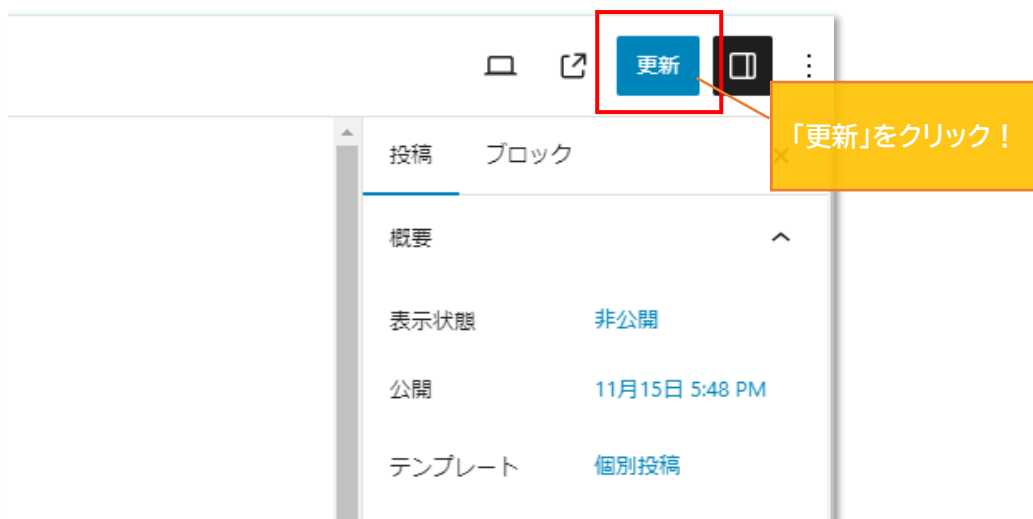 更新
「更新」をクリック！
投稿 ブロック
概要
表示状態 非公開
公開 11月15日 5:48 PM
テンプレート 個別投稿